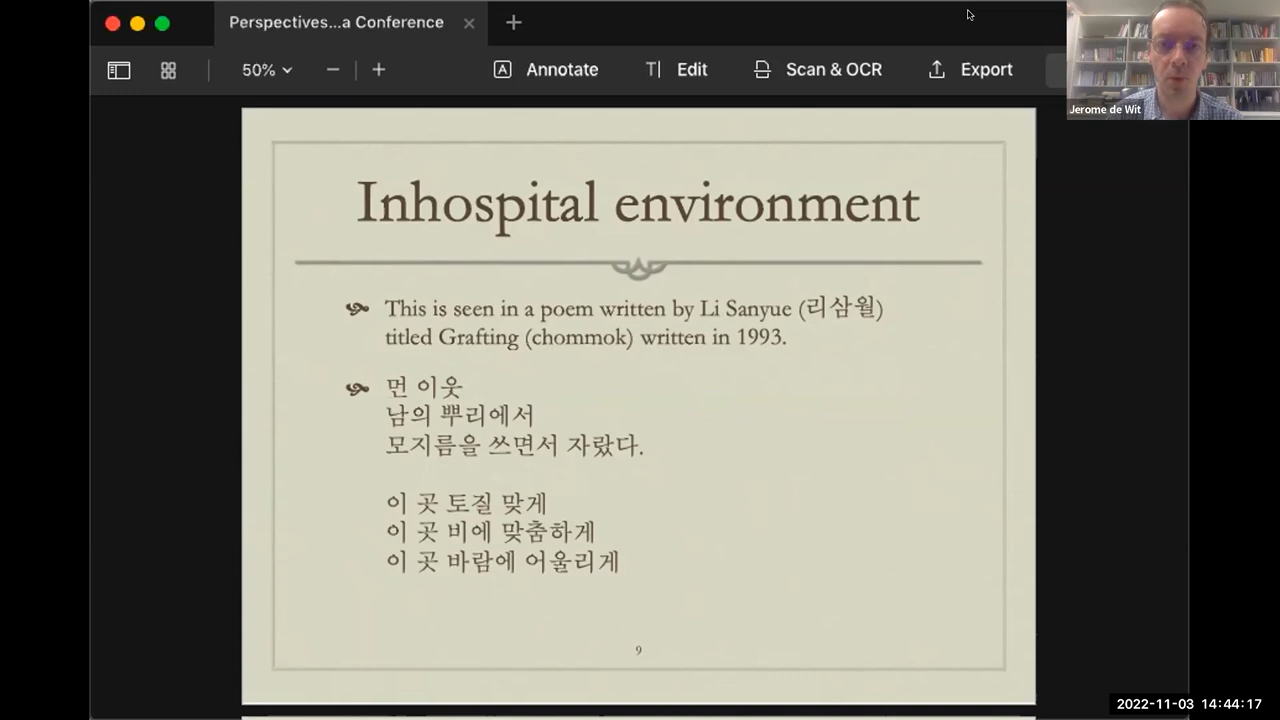 Perspectives...a Conference
50%
Annotate
Edit
Scan & OCR
Export
Jerome de Wit
Inhospital environment
This is seen in a poem written by Li Sanyue (리삼월)
titled Grafting (chommok) written in 1993.
먼 이웃
남의 뿌리에서
모지름을 쓰면서 자랐다.
이 곳 토질 맞게
이 곳 비에 맞춤하게
이 곳 바람에 어울리게
9
2022-11-03 14:44:17